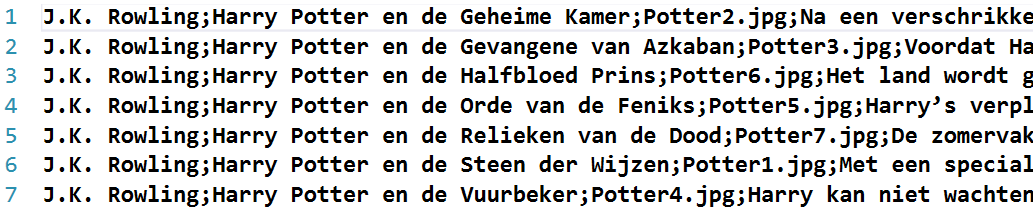 1 J.K. Rowling;Harry Potter en de Geheime Kamer;Potter2.jpg;Na een verschrikke
2 J.K. Rowling;Harry Potter en de Gevangene van Azkaban;Potter3.jpg;Voordat Ha
3 J.K. Rowling;Harry Potter en de Halfbloed Prins;Potter6.jpg;Het land wordt g
4 J.K. Rowling;Harry Potter en de Orde van de Feniks;Potter5.jpg;Harry’s verpl
5 J.K. Rowling;Harry Potter en de Relieken van de Dood;Potter7.jpg;De zomervak
6 J.K. Rowling;Harry Potter en de Steen der Wijzen;Potter1.jpg;Met een special
7 J.K. Rowling;Harry Potter en de Vuurbeker;Potter4.jpg;Harry kan niet wachten